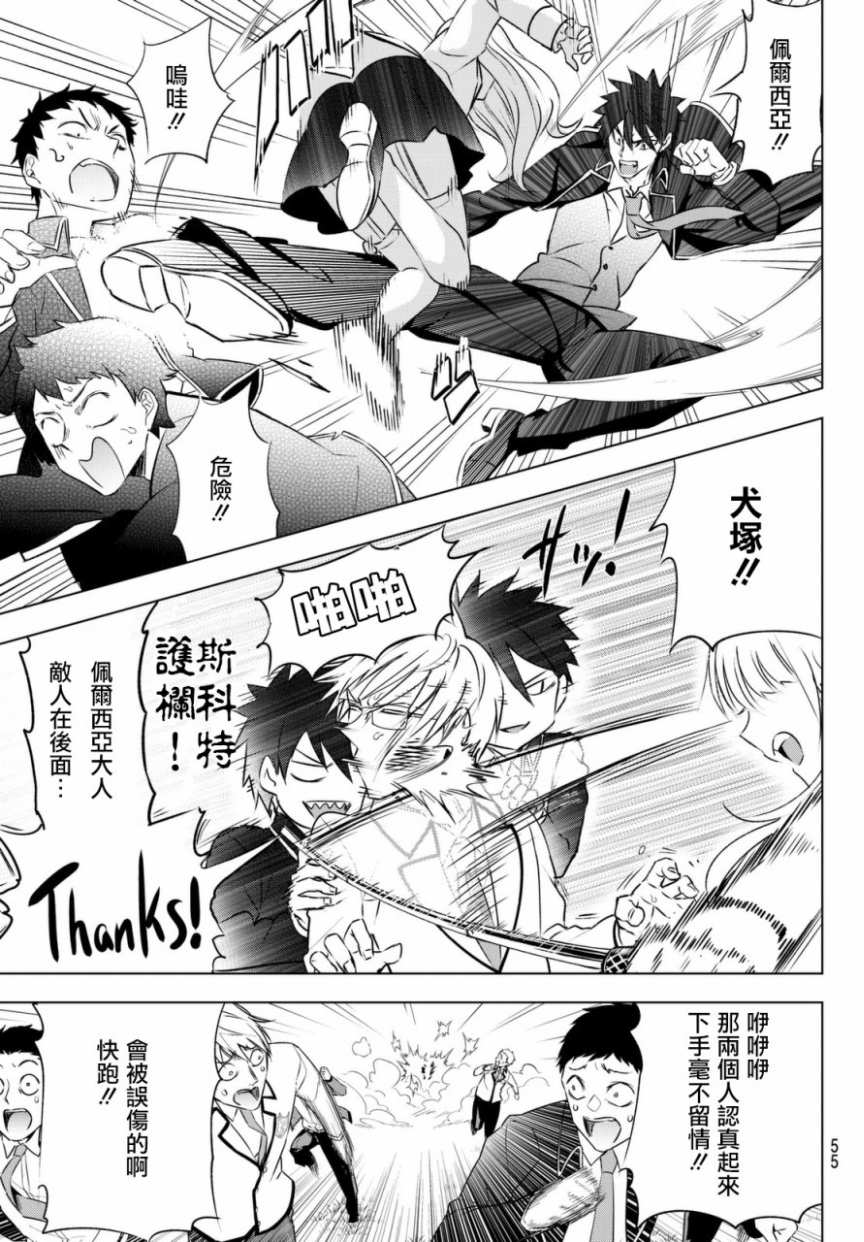 佩爾西亞!!
嗚哇!!
危險!!
犬塚!!
ザッ!
啪啪
斯科特
護欄!
佩爾西亞大人
敵人在後面…
Thanks!
咿咿咿
那兩個人認真起來
下手毫不留情!!
會被誤傷的啊
快跑!!
55